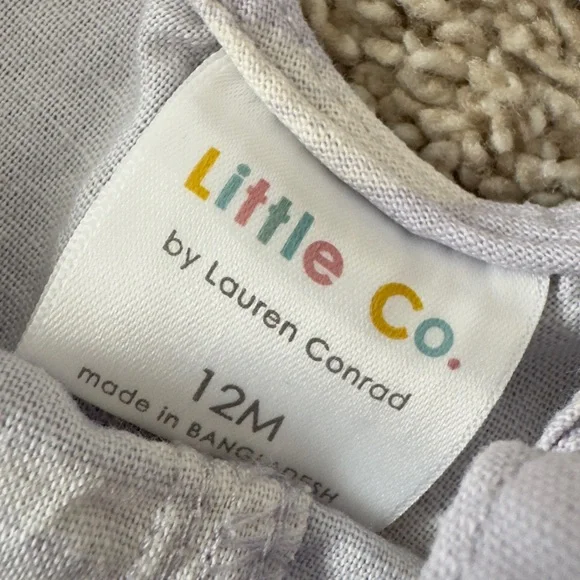 Little Co.
by Lauren Conrad
12M
made in BANGLADESH